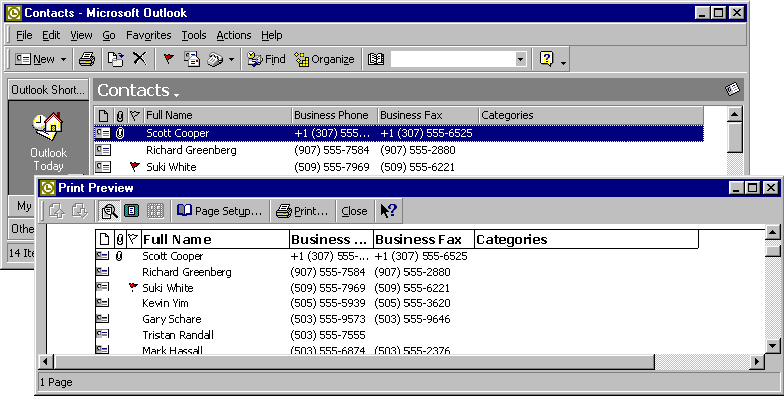 Contacts - Microsoft Outlook
File Edit View Go Favorites Tools Actions Help
New Find Organize
Outlook Short... Contacts
Full Name Business Phone Business Fax Categories
Scott Cooper +1 (307) 555... +1 (307) 555-6525
Richard Greenberg (907) 555-7584 (907) 555-2880
Suki White (509) 555-7969 (509) 555-6221
Outlook
Today
My
Othe
14 Ite
Print Preview
Page Setup... Print... Close
Full Name Business ... Business Fax Categories
Scott Cooper +1 (307) 555-... +1 (307) 555-6525
Richard Greenberg (907) 555-7584 (907) 555-2880
Suki White (509) 555-7969 (509) 555-6221
Kevin Yim (505) 555-5939 (505) 555-3620
Gary Schare (503) 555-9573 (503) 555-9646
Tristan Randall (503) 555-7555
Mark Hassall (503) 555-6874 (503) 555-2376
1 Page